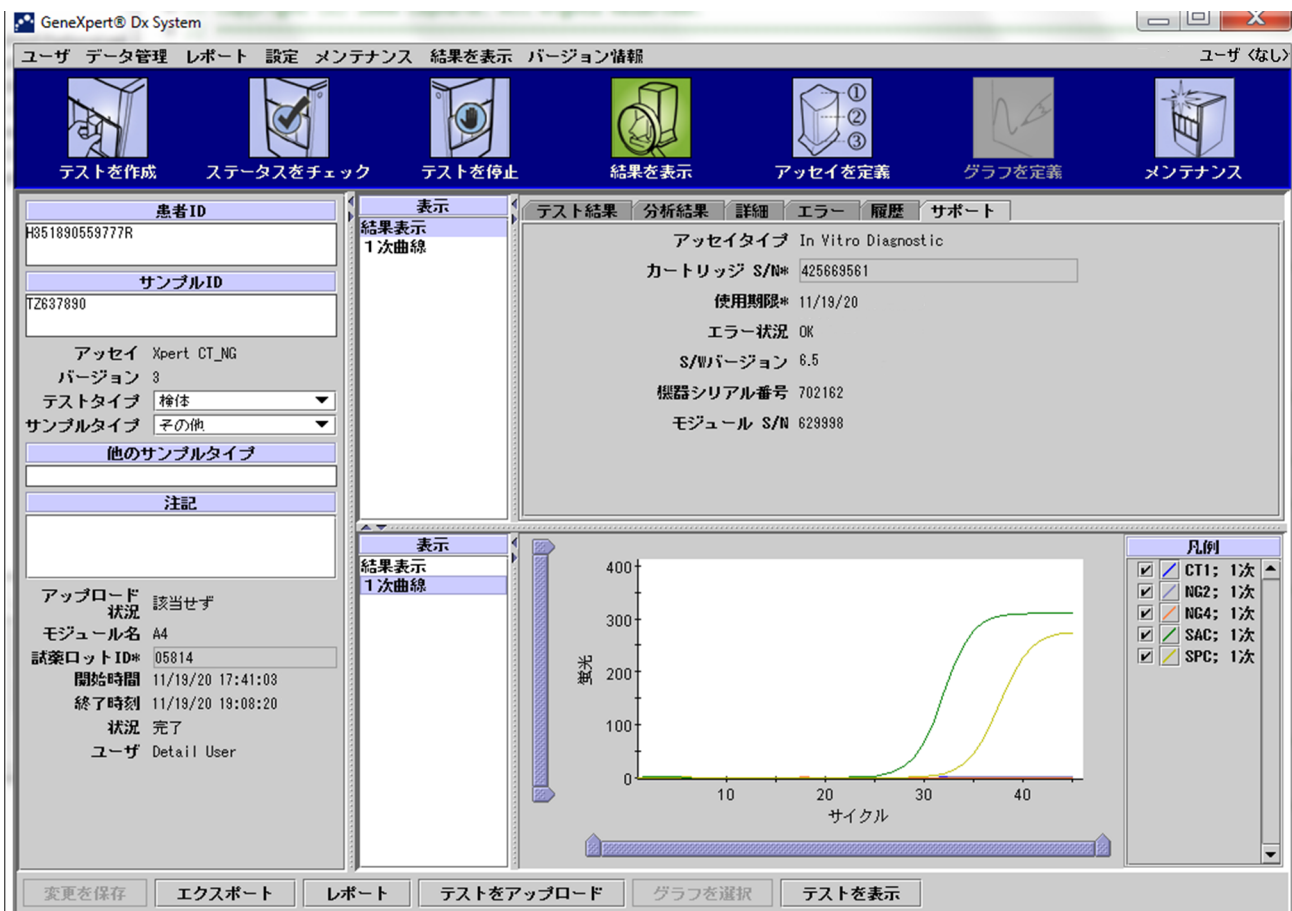 GeneXpert® Dx System
ユーザ データ管理 レポート 設定 メンテナンス 結果を表示 バージョン情報
ユーザ 〈なし〉
テストを作成 ステータスをチェック テストを停止 結果を表示 アッセイを定義 グラフを定義 メンテナンス
①
②
③
患者ID
H351890559777R
サンプルID
TZ637890
アッセイ Xpert CT_NG
バージョン 3
テストタイプ 検体
サンプルタイプ その他
他のサンプルタイプ
注記
アップロード
状況 該当せず
モジュール名 A4
試薬ロットID* 05814
開始時間 11/19/20 17:41:03
終了時刻 11/19/20 19:08:20
状況 完了
ユーザ Detail User
表示
結果表示
1次曲線
テスト結果 分析結果 詳細 エラー 履歴 サポート
アッセイタイプ In Vitro Diagnostic
カートリッジ S/N* 425669561
使用期限* 11/19/20
エラー状況 OK
S/Wバージョン 6.5
機器シリアル番号 702162
モジュール S/N 629998
表示
結果表示
1次曲線
400
300
200
100
0
蛍光
10 20 30 40
サイクル
凡例
CT1; 1次
NG2; 1次
NG4; 1次
SAC; 1次
SPC; 1次
変更を保存 エクスポート レポート テストをアップロード グラフを選択 テストを表示